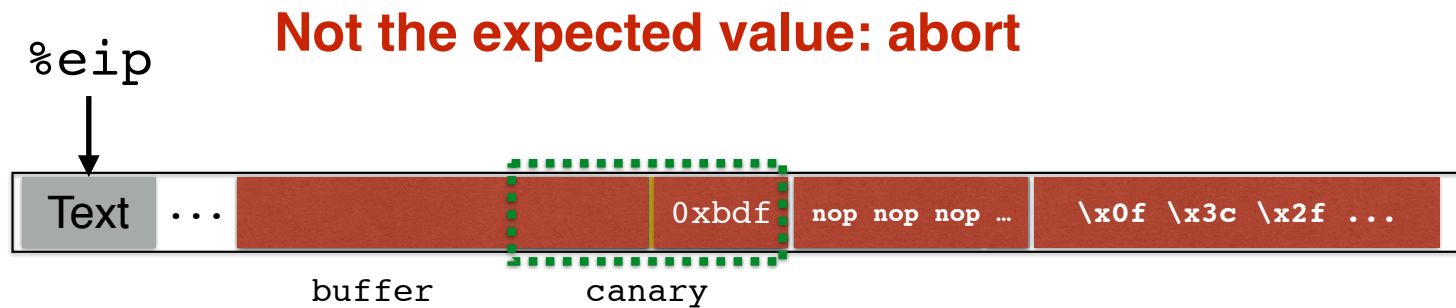 Not the expected value: abort
%eip
Text ... 0xbdf nop nop nop … \x0f \x3c \x2f ...
buffer canary